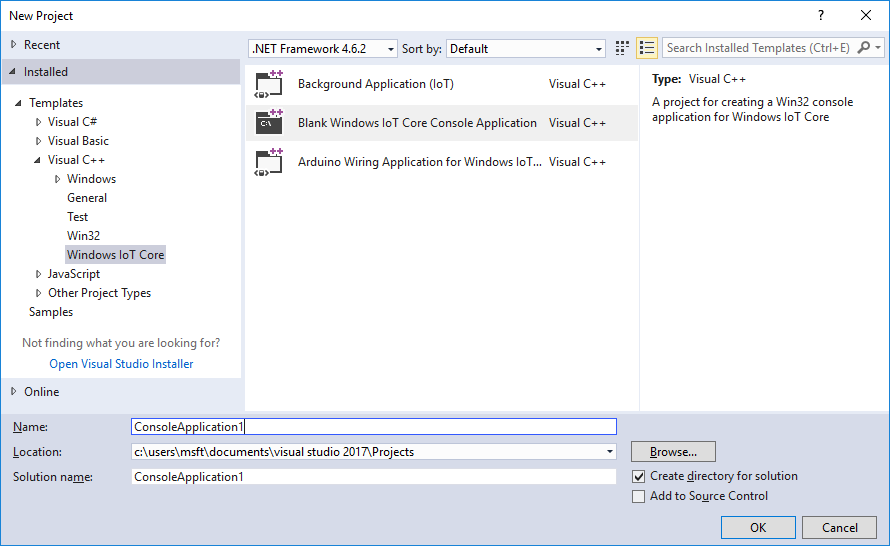 New Project
?
Recent
.NET Framework 4.6.2
Sort by:
Default
Search Installed Templates (Ctrl+E)
Installed
Templates
Visual C#
Visual Basic
Visual C++
Windows
General
Test
Win32
Windows IoT Core
JavaScript
Other Project Types
Samples
Not finding what you are looking for?
Open Visual Studio Installer
Online
Background Application (IoT) Visual C++
C:\ Blank Windows IoT Core Console Application Visual C++
Arduino Wiring Application for Windows IoT... Visual C++
Type: Visual C++
A project for creating a Win32 console
application for Windows IoT Core
Name: ConsoleApplication1
Location: c:\users\msft\documents\visual studio 2017\Projects
Browse...
Solution name: ConsoleApplication1
Create directory for solution
Add to Source Control
OK
Cancel